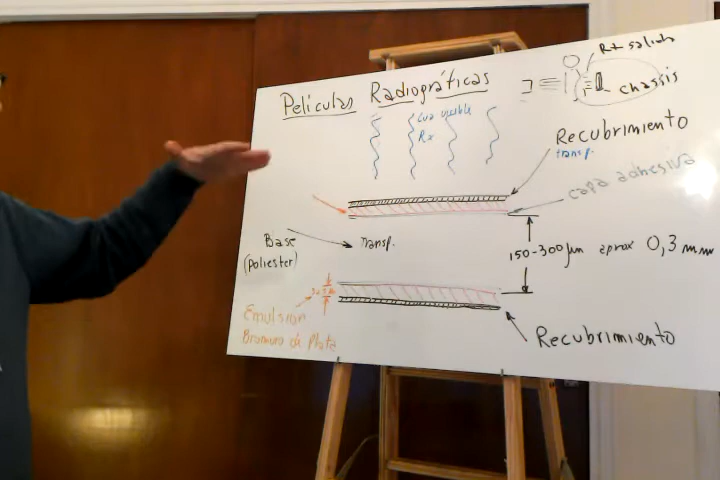 Películas Radiográficas
Rx salida
chassis
Luz visible
Rx
Recubrimiento
transp.
capa adhesiva
Base
(poliester)
transp.
150-300 µm aprox 0,3 mm
Emulsion
Bromuro de Plata
Recubrimiento